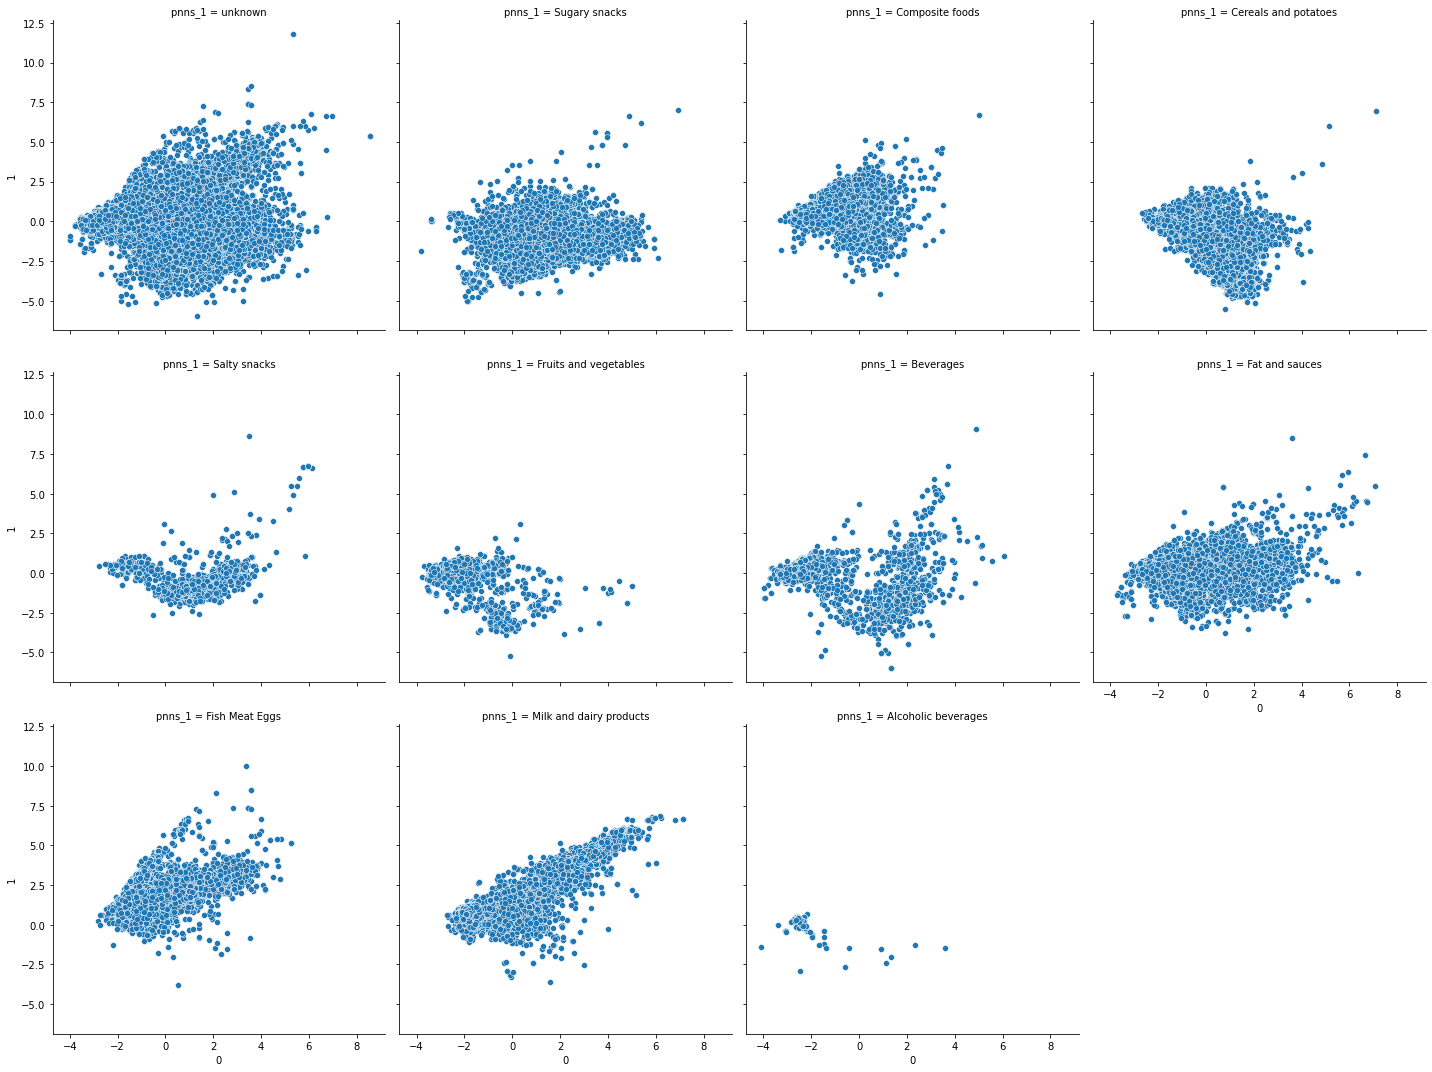 pnns_1 = unknown
pnns_1 = Sugary snacks
pnns_1 = Composite foods
pnns_1 = Cereals and potatoes
12.5
10.0
7.5
5.0
2.5
0.0
−2.5
−5.0
1
pnns_1 = Salty snacks
pnns_1 = Fruits and vegetables
pnns_1 = Beverages
pnns_1 = Fat and sauces
12.5
10.0
7.5
5.0
2.5
0.0
−2.5
−5.0
1
−4 −2 0 2 4 6 8
0
pnns_1 = Fish Meat Eggs
pnns_1 = Milk and dairy products
pnns_1 = Alcoholic beverages
12.5
10.0
7.5
5.0
2.5
0.0
−2.5
−5.0
1
−4 −2 0 2 4 6 8
0
−4 −2 0 2 4 6 8
0
−4 −2 0 2 4 6 8
0